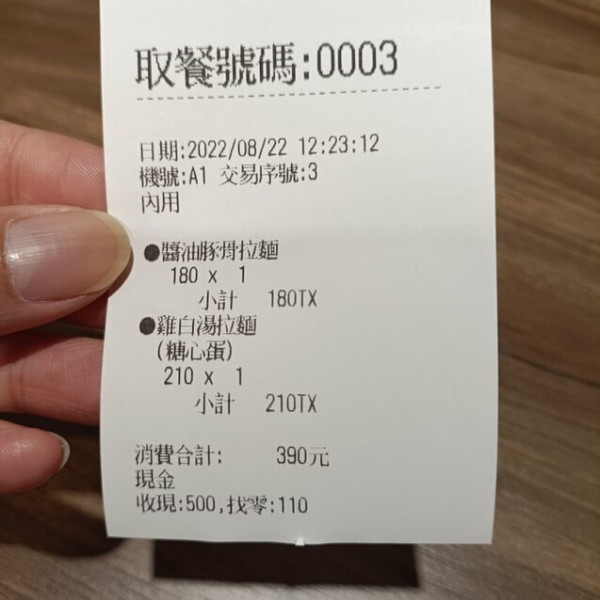 取餐號碼:0003
日期:2022/08/22 12:23:12
機號:A1 交易序號:3
內用
●醬油豚骨拉麵
180 x 1
小計 180TX
●雞白湯拉麵
(糖心蛋)
210 x 1
小計 210TX
消費合計: 390元
現金
收現:500,找零:110